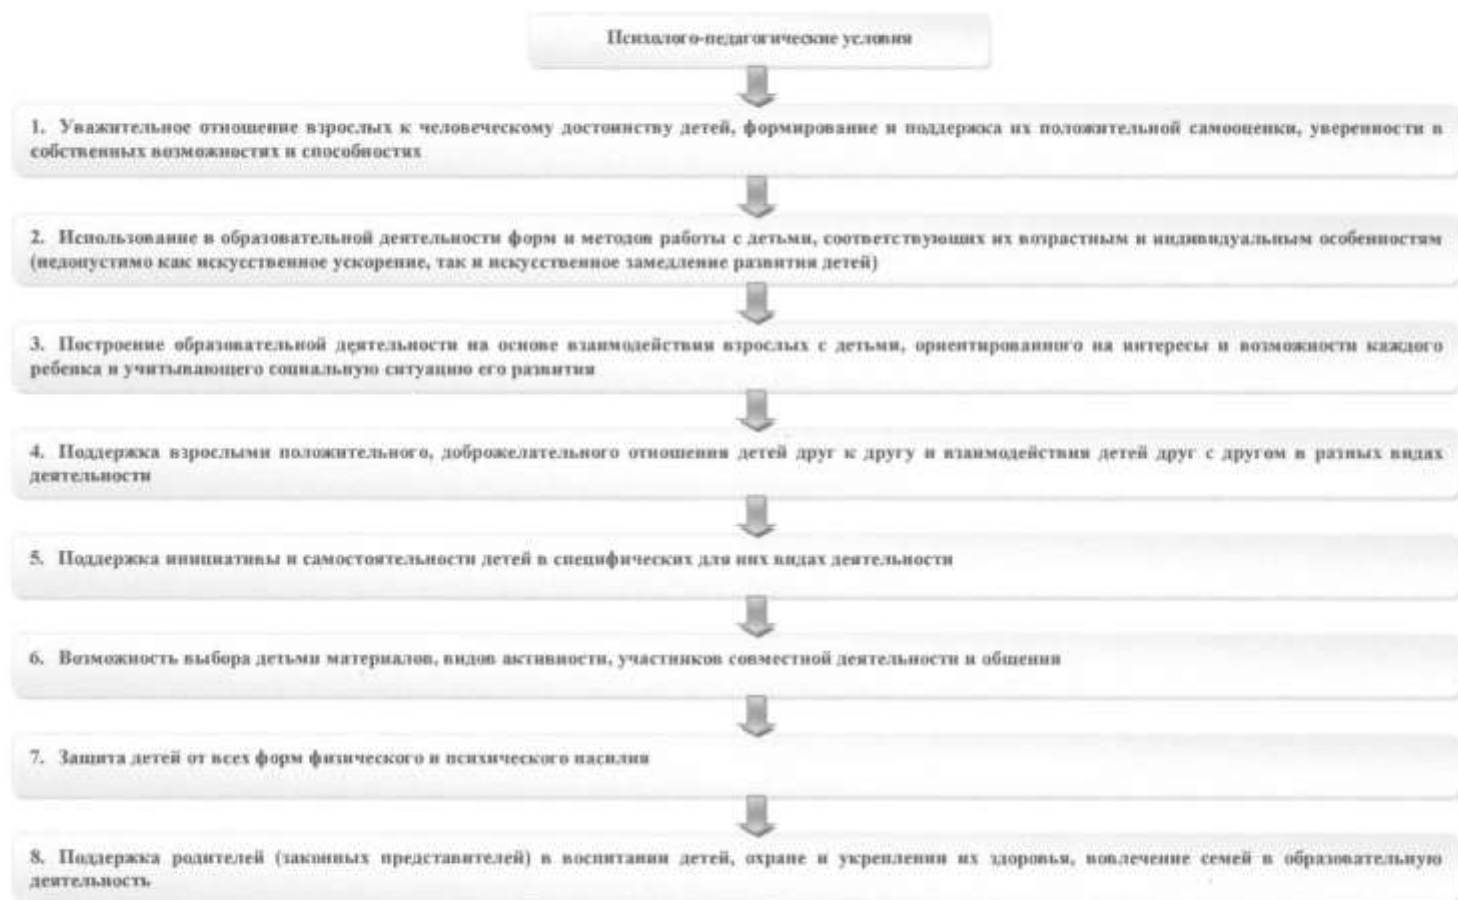 Психолого-педагогические условия
1. Уважительное отношение взрослых к человеческому достоинству детей, формирование и поддержка их положительной самооценки, уверенности в
собственных возможностях и способностях
2. Использование в образовательной деятельности форм и методов работы с детьми, соответствующих их возрастным и индивидуальным особенностям
(недопустимо как искусственное ускорение, так и искусственное замедление развития детей)
3. Построение образовательной деятельности на основе взаимодействия взрослых с детьми, ориентированного на интересы и возможности каждого
ребенка и учитывающего социальную ситуацию его развития
4. Поддержка взрослыми положительного, доброжелательного отношения детей друг к другу и взаимодействия детей друг с другом в разных видах
деятельности
5. Поддержка инициативы и самостоятельности детей в специфических для них видах деятельности
6. Возможность выбора детьми материалов, видов активности, участников совместной деятельности и общения
7. Защита детей от всех форм физического и психического насилия
8. Поддержка родителей (законных представителей) в воспитании детей, охране и укреплении их здоровья, вовлечение семей в образовательную
деятельность